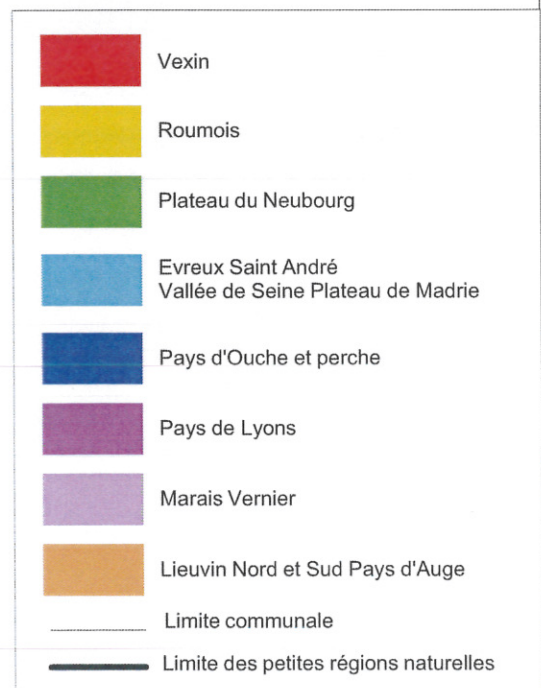 Vexin
Roumois
Plateau du Neubourg
Evreux Saint André
Vallée de Seine Plateau de Madrie
Pays d'Ouche et perche
Pays de Lyons
Marais Vernier
Lieuvin Nord et Sud Pays d'Auge
Limite communale
Limite des petites régions naturelles